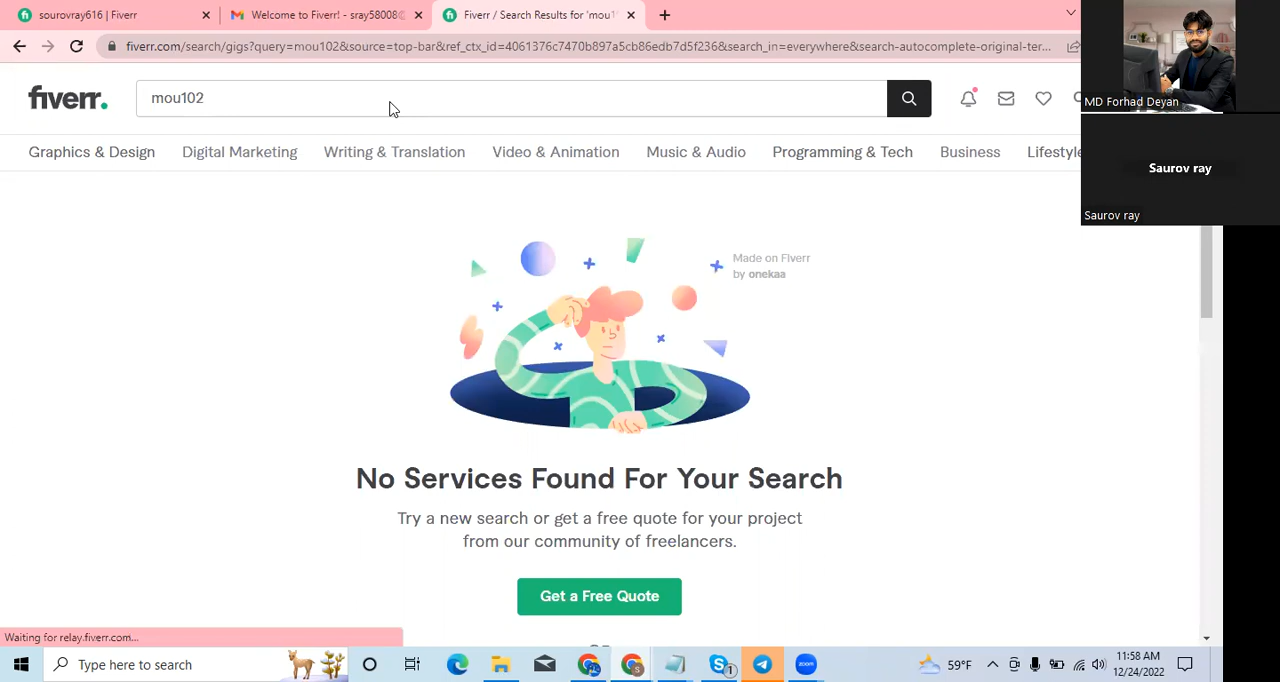 sourovray616 | Fiverr
Welcome to Fiverr! - sray58008@
Fiverr / Search Results for 'mou1
fiverr.com/search/gigs?query=mou102&source=top-bar&ref_ctx_id=4061376c7470b897a5cb86edb7d5f236&search_in=everywhere&search-autocomplete-original-ter...
fiverr.
mou102
Graphics & Design Digital Marketing Writing & Translation Video & Animation Music & Audio Programming & Tech Business Lifestyle
MD Forhad Deyan
Saurov ray
Saurov ray
Made on Fiverr
by onekaa
No Services Found For Your Search
Try a new search or get a free quote for your project
from our community of freelancers.
Get a Free Quote
Waiting for relay.fiverr.com...
Type here to search
S
1
zoom
59°F
11:58 AM
12/24/2022